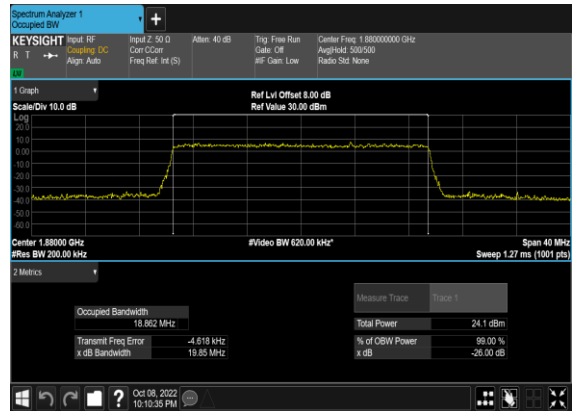 Spectrum Analyzer 1
Occupied BW
+
KEYSIGHT
R T
LW
Input: RF
Coupling: DC
Align: Auto
Input Z: 50 Ω
Corr CCorr
Freq Ref: Int (S)
Atten: 40 dB
Trig: Free Run
Gate: Off
#IF Gain: Low
Center Freq: 1.880000000 GHz
Avg|Hold: 500/500
Radio Std: None
1 Graph
Scale/Div 10.0 dB
Ref Lvl Offset 8.00 dB
Ref Value 30.00 dBm
Log
20.0
10.0
0.00
-10.0
-20.0
-30.0
-40.0
-50.0
-60.0
Center 1.88000 GHz
#Res BW 200.00 kHz
#Video BW 620.00 kHz*
Span 40 MHz
Sweep 1.27 ms (1001 pts)
2 Metrics
Measure Trace Trace 1
Occupied Bandwidth
18.862 MHz
Total Power 24.1 dBm
Transmit Freq Error -4.618 kHz
% of OBW Power 99.00 %
x dB Bandwidth 19.85 MHz
x dB -26.00 dB
?
Oct 08, 2022
10:10:35 PM